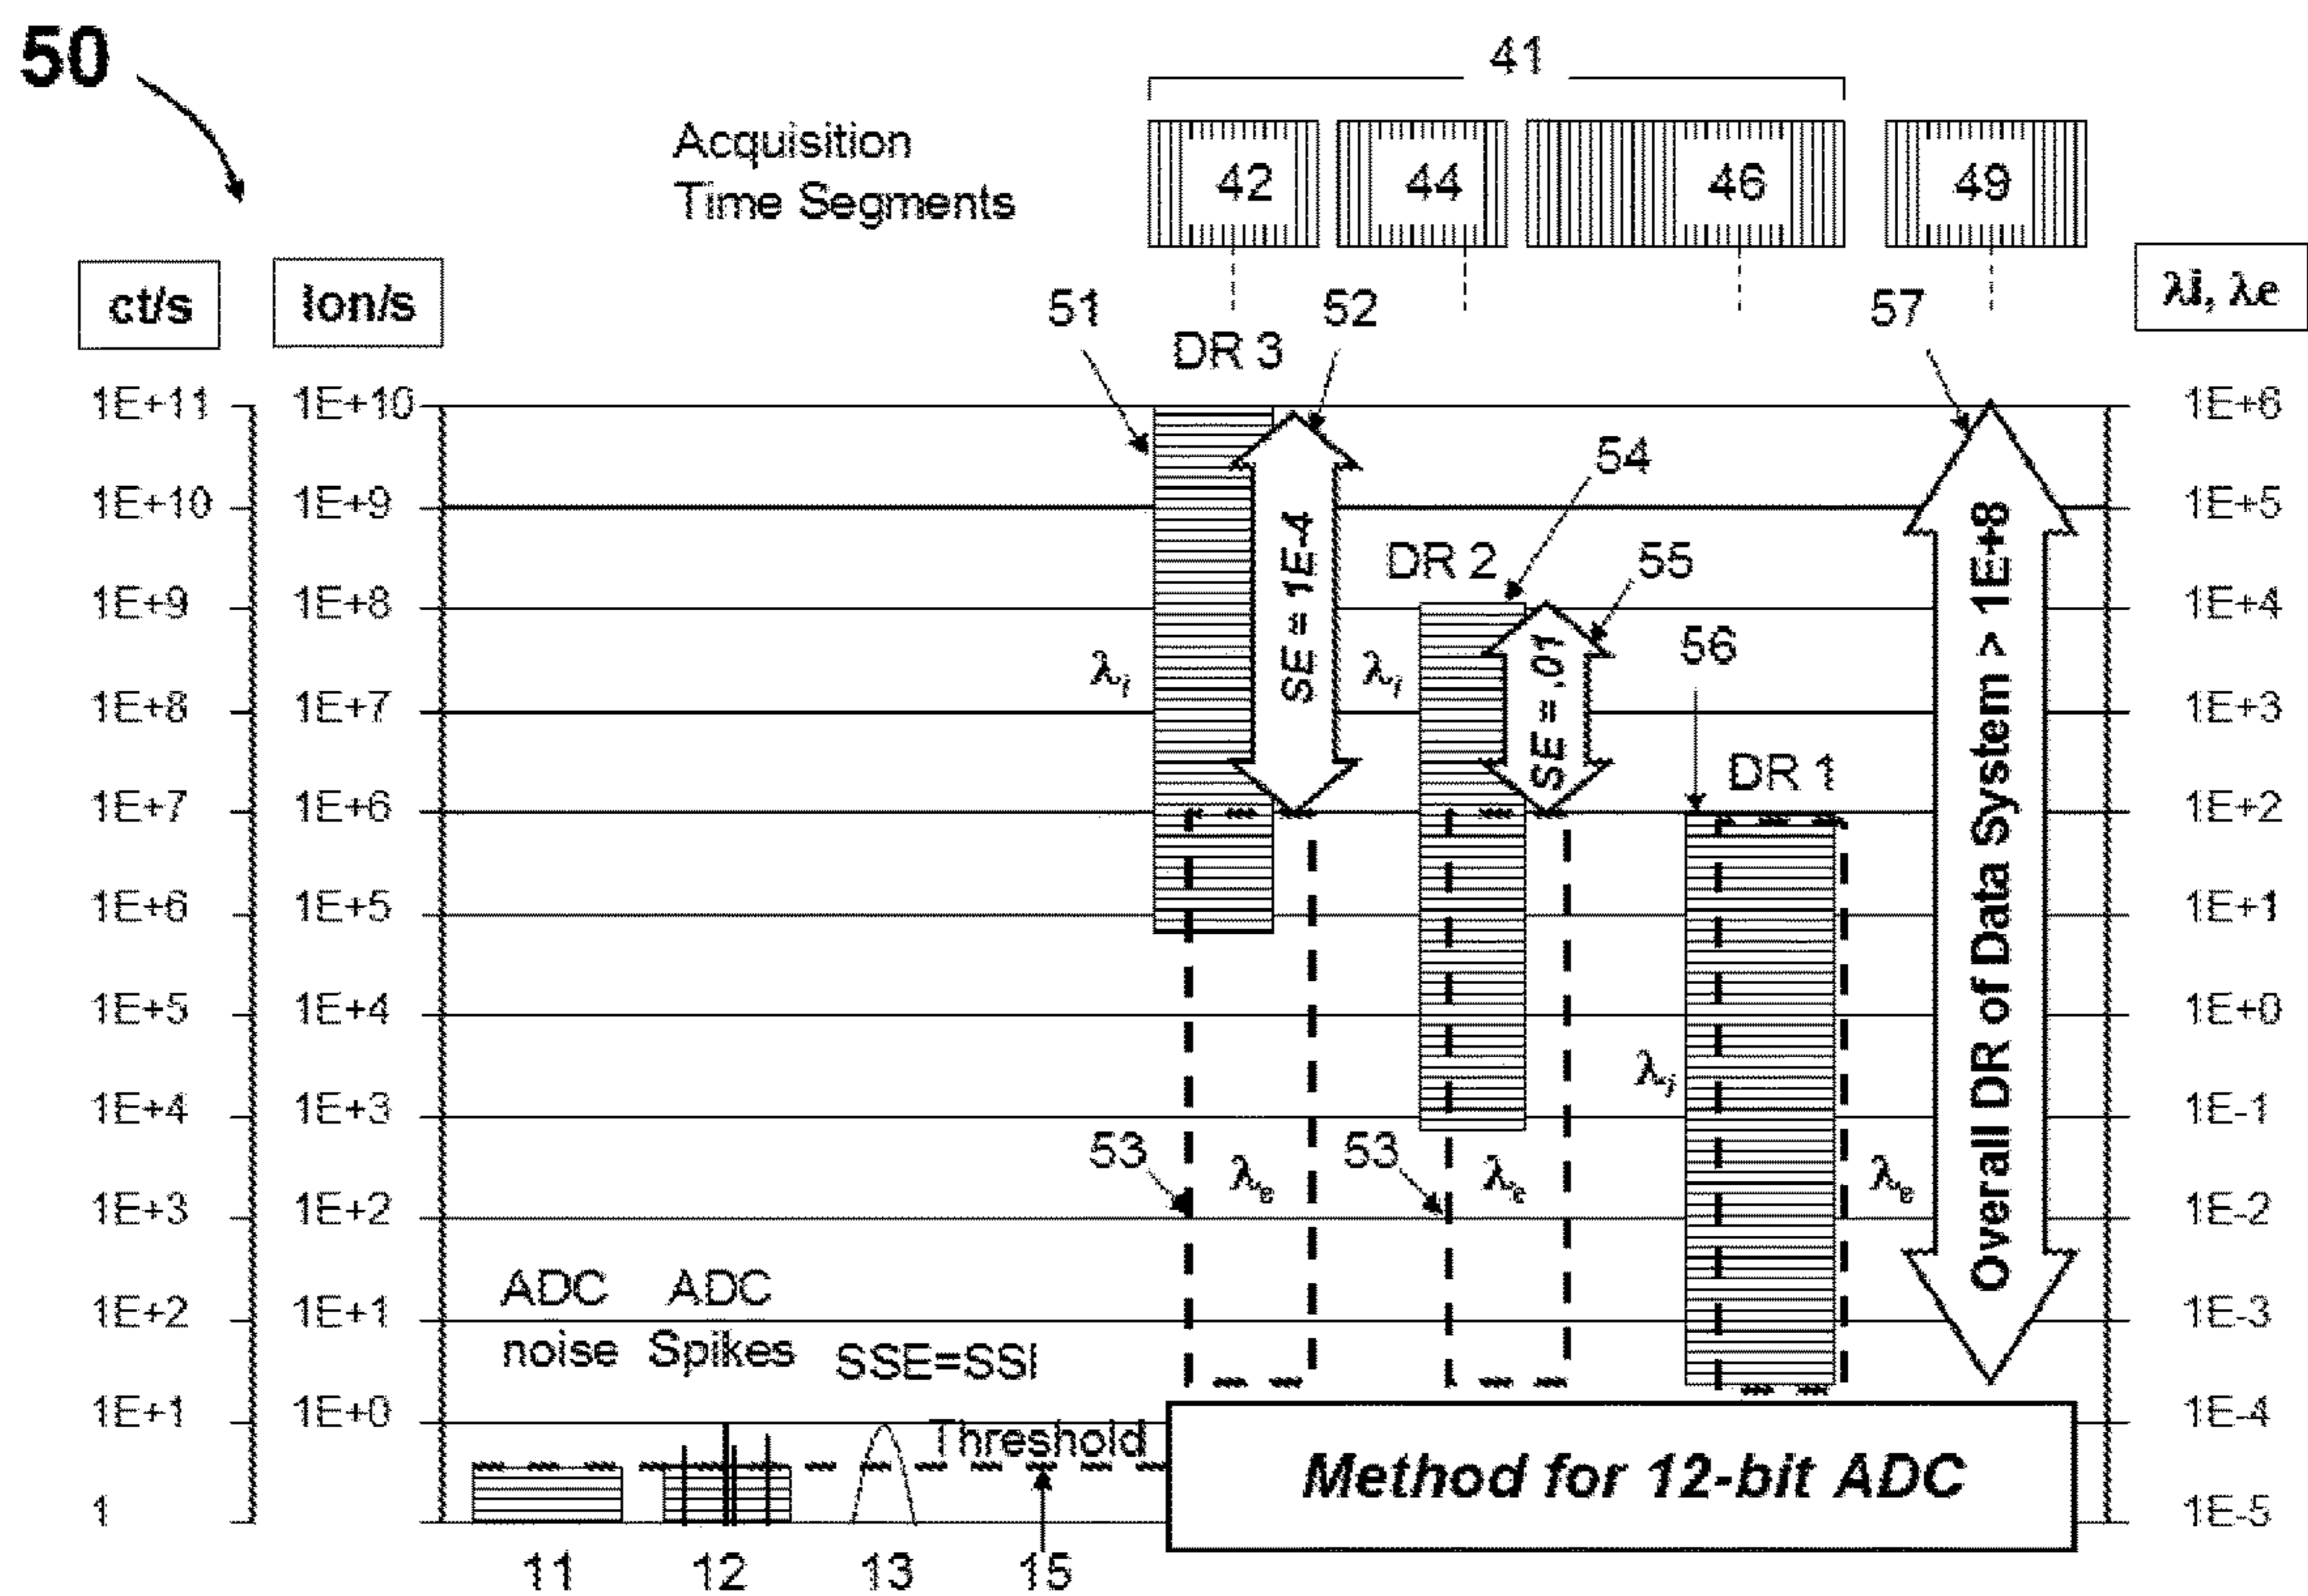 50
41
Acquisition
Time Segments
42
44
46
49
ct/s
Ion/s
51
52
57
λi, λe
DR 3
1E+11
1E+10
1E+6
54
1E+10
1E+9
1E+5
SE = 1E-4
DR 2
55
1E+9
1E+8
1E+4
λi
λi
SE = .01
56
1E+8
1E+7
1E+3
DR 1
1E+7
1E+6
1E+2
Overall DR of Data System > 1E+8
1E+6
1E+5
1E+1
1E+5
1E+4
1E+0
λi
1E+4
1E+3
1E-1
53
λe
53
λe
λe
1E+3
1E+2
1E-2
ADC
noise
ADC
Spikes
1E+2
1E+1
1E-3
SSE=SSI
1E+1
1E+0
1E-4
Threshold
Method for 12-bit ADC
1
1E-5
11
12
13
15